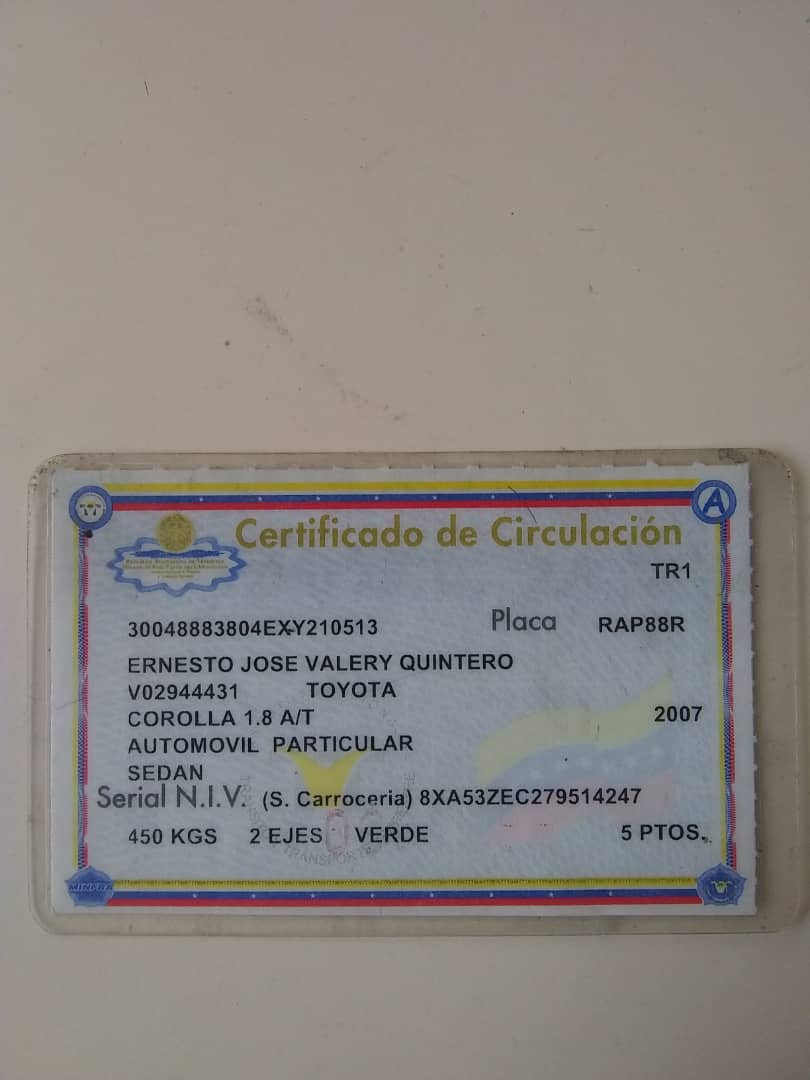 Certificado de Circulación
TR1
30048883804EXY210513 Placa RAP88R
ERNESTO JOSE VALERY QUINTERO
V02944431 TOYOTA
COROLLA 1.8 A/T 2007
AUTOMOVIL PARTICULAR
SEDAN
Serial N.I.V. (S. Carroceria) 8XA53ZEC279514247
450 KGS 2 EJES VERDE 5 PTOS.